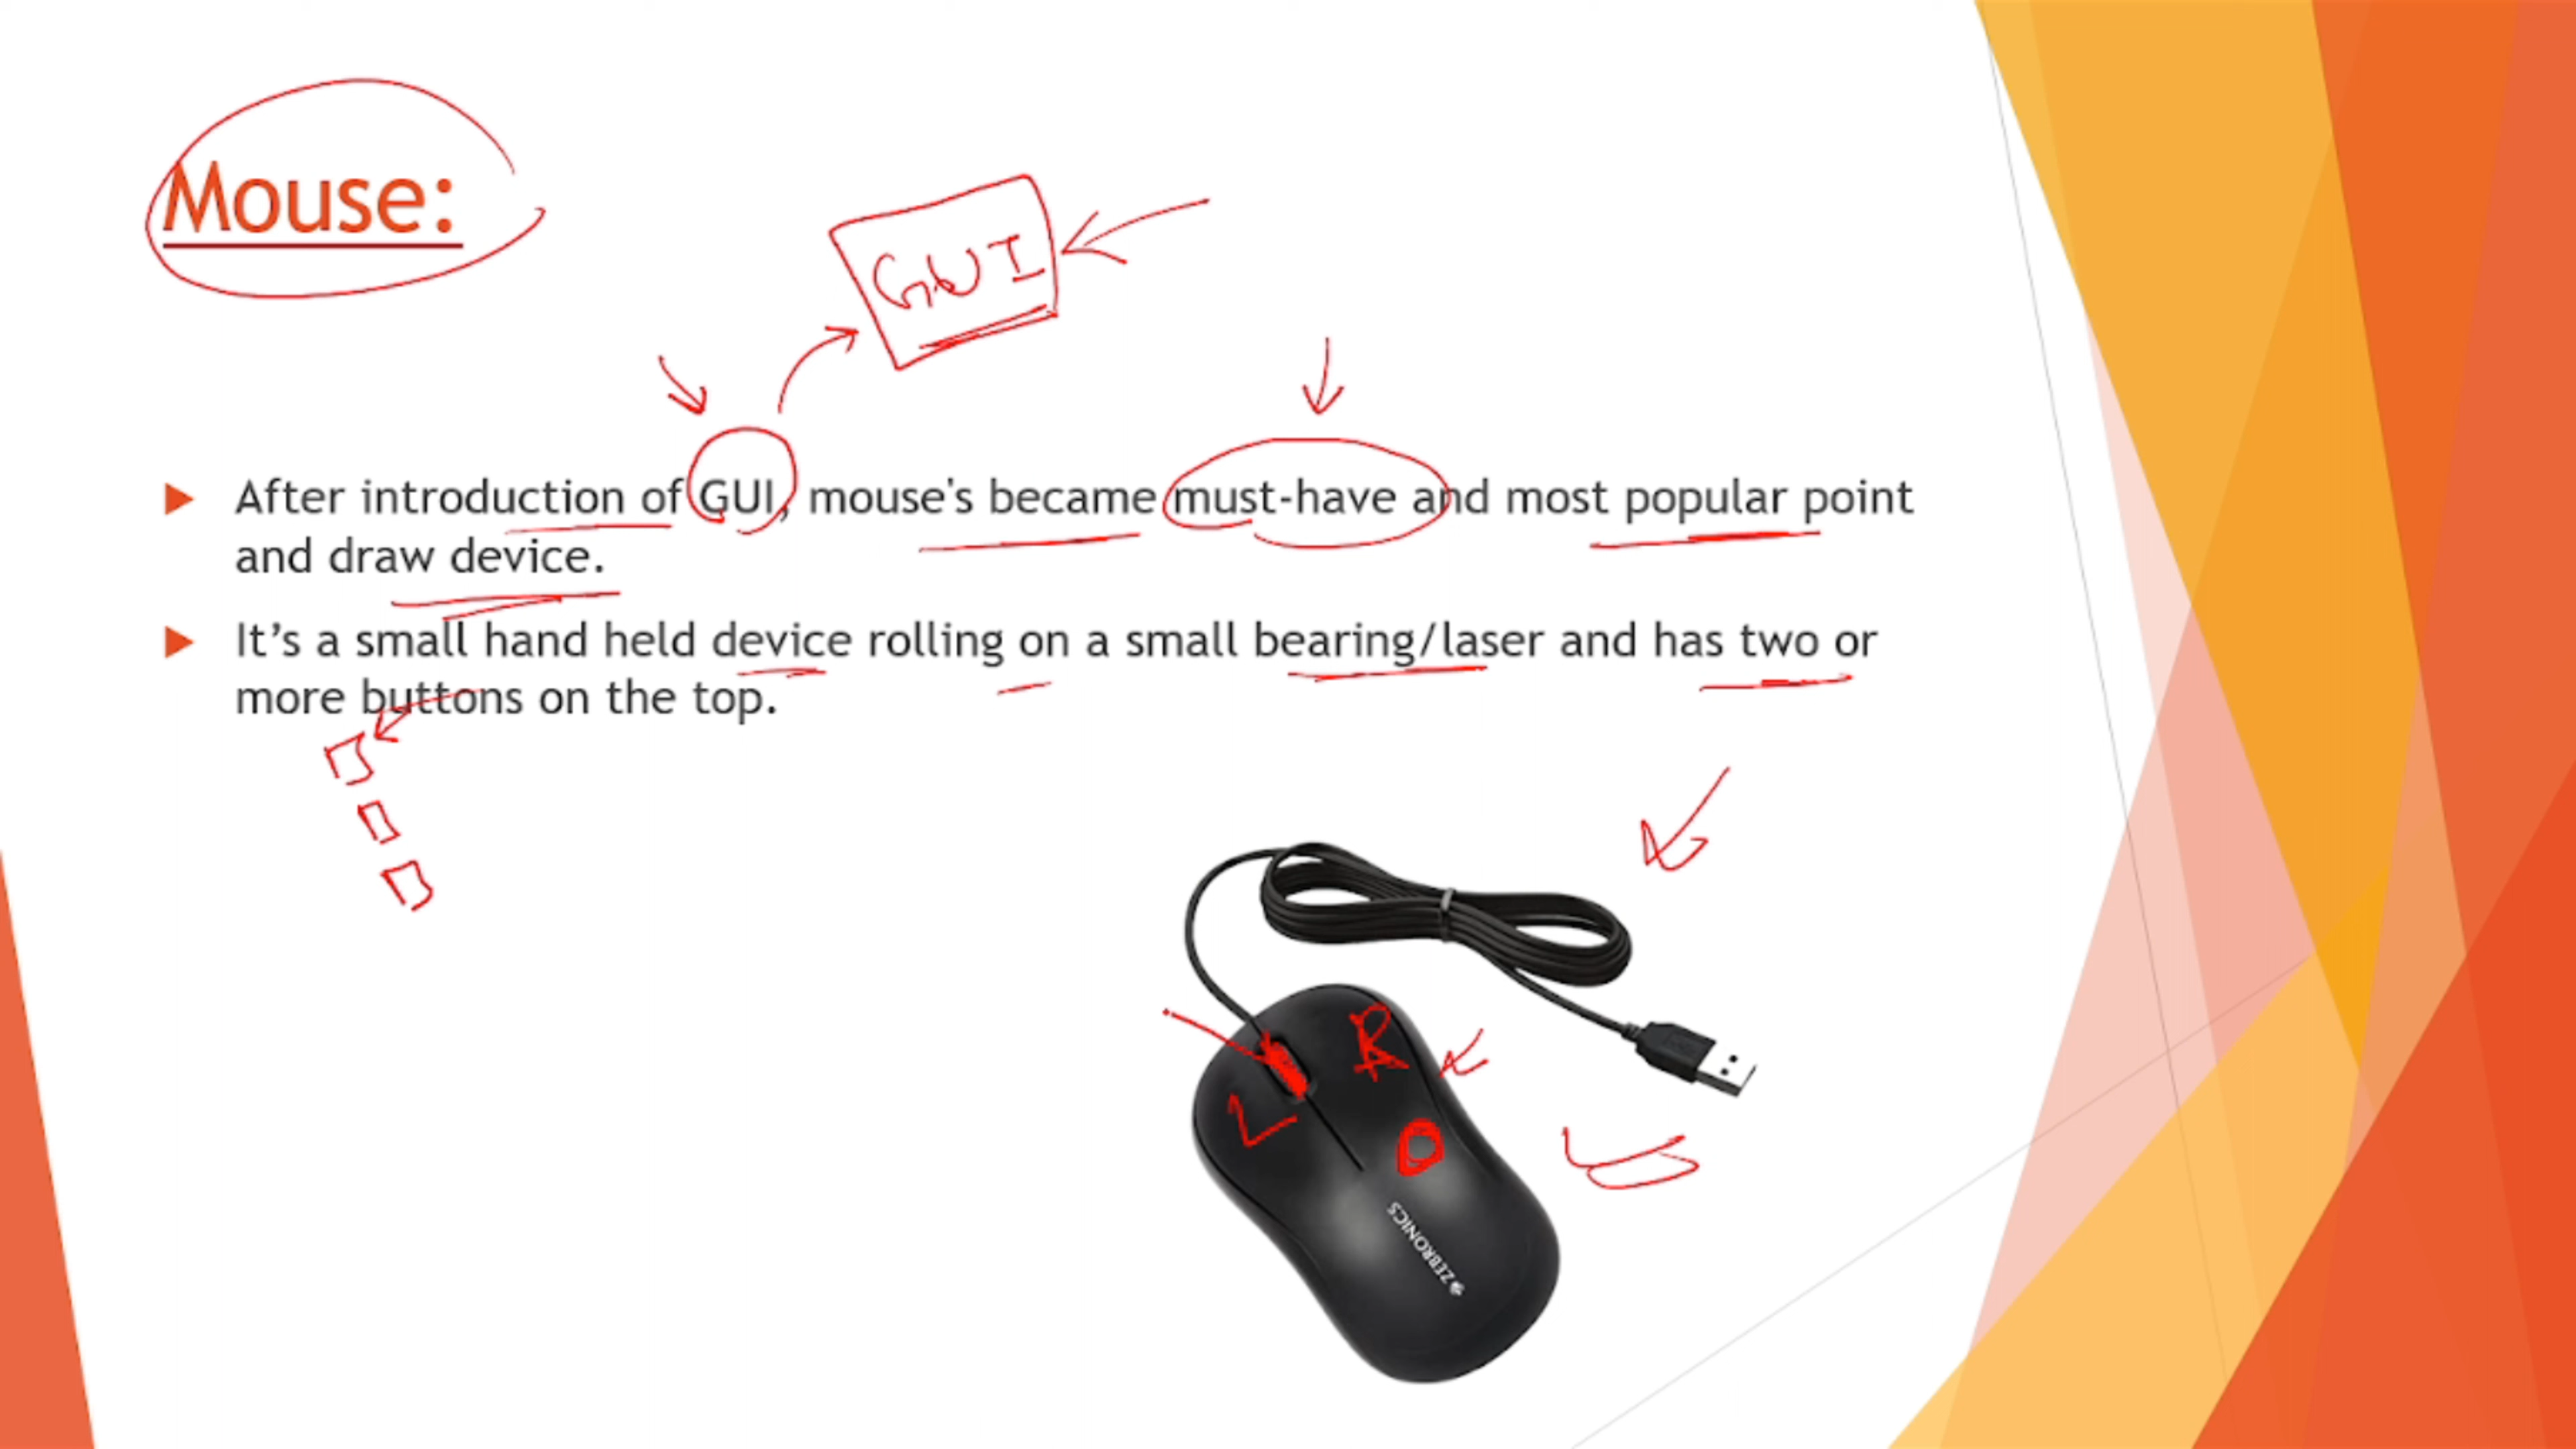 Mouse:
GUI
After introduction of GUI, mouse's became must-have and most popular point
and draw device.
It’s a small hand held device rolling on a small bearing/laser and has two or
more buttons on the top.
R
L
O
ZEBRONICS